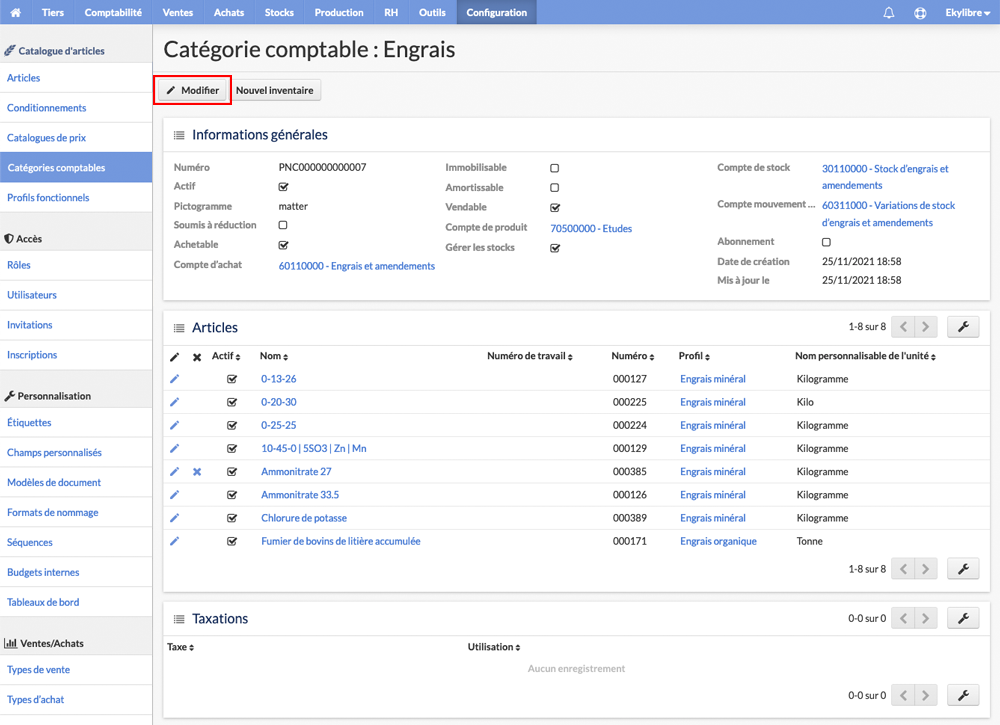 Tiers Comptabilité Ventes Achats Stocks Production RH Outils Configuration Ekylibre
Catalogue d'articles
Articles
Conditionnements
Catalogues de prix
Catégories comptables
Profils fonctionnels
Accès
Rôles
Utilisateurs
Invitations
Inscriptions
Personnalisation
Étiquettes
Champs personnalisés
Modèles de document
Formats de nommage
Séquences
Budgets internes
Tableaux de bord
Ventes/Achats
Types de vente
Types d'achat
Catégorie comptable : Engrais
Modifier Nouvel inventaire
Informations générales
Numéro PNC000000000007
Actif
Pictogramme matter
Soumis à réduction
Achetable
Compte d'achat 60110000 - Engrais et amendements
Immobilisable
Amortissable
Vendable
Compte de produit 70500000 - Etudes
Gérer les stocks
Compte de stock 30110000 - Stock d'engrais et
amendements
Compte mouvement ... 60311000 - Variations de stock
d'engrais et amendements
Abonnement
Date de création 25/11/2021 18:58
Mis à jour le 25/11/2021 18:58
Articles 1-8 sur 8
Actif Nom Numéro de travail Numéro Profil Nom personnalisable de l'unité
0-13-26 000127 Engrais minéral Kilogramme
0-20-30 000225 Engrais minéral Kilo
0-25-25 000224 Engrais minéral Kilogramme
10-45-0 | 5SO3 | Zn | Mn 000129 Engrais minéral Kilogramme
Ammonitrate 27 000385 Engrais minéral Kilogramme
Ammonitrate 33.5 000126 Engrais minéral Kilogramme
Chlorure de potasse 000389 Engrais minéral Kilogramme
Fumier de bovins de litière accumulée 000171 Engrais organique Tonne
1-8 sur 8
Taxations 0-0 sur 0
Taxe Utilisation
Aucun enregistrement
0-0 sur 0